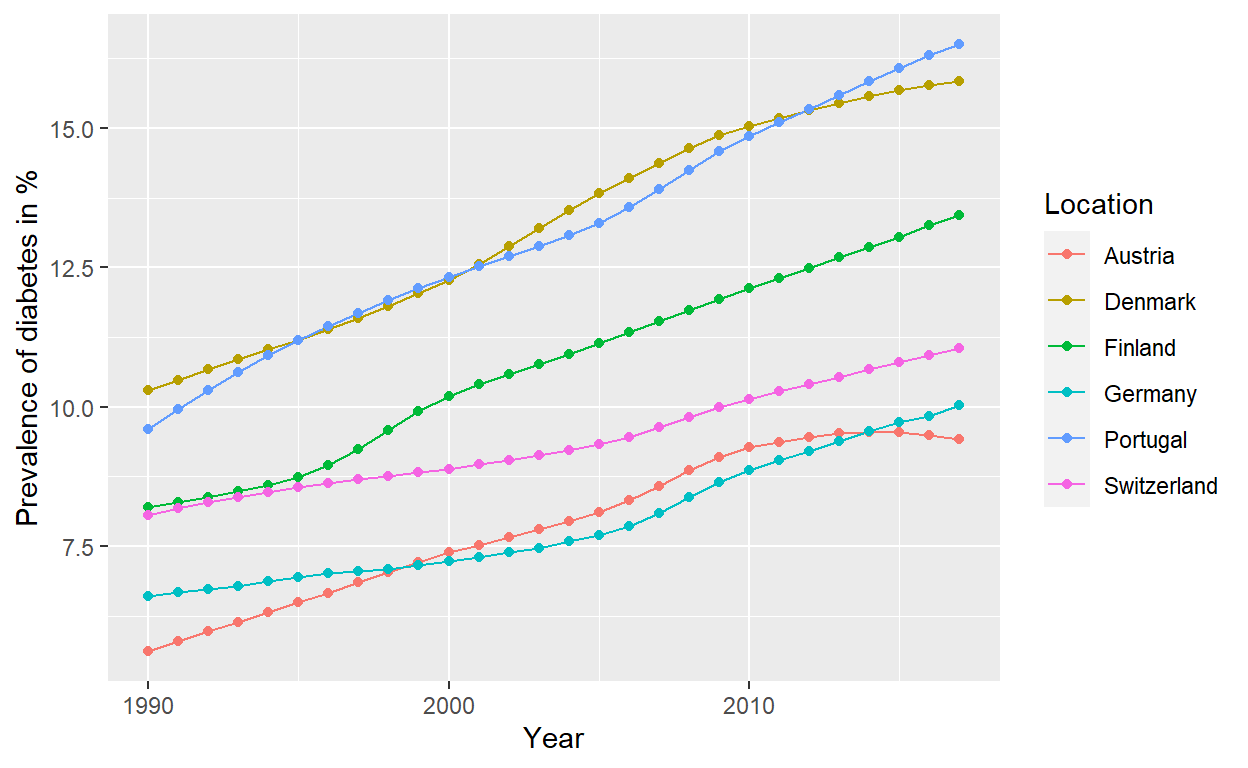 Prevalence of diabetes in %
15.0
12.5
10.0
7.5
1990
2000
2010
Year
Location
Austria
Denmark
Finland
Germany
Portugal
Switzerland